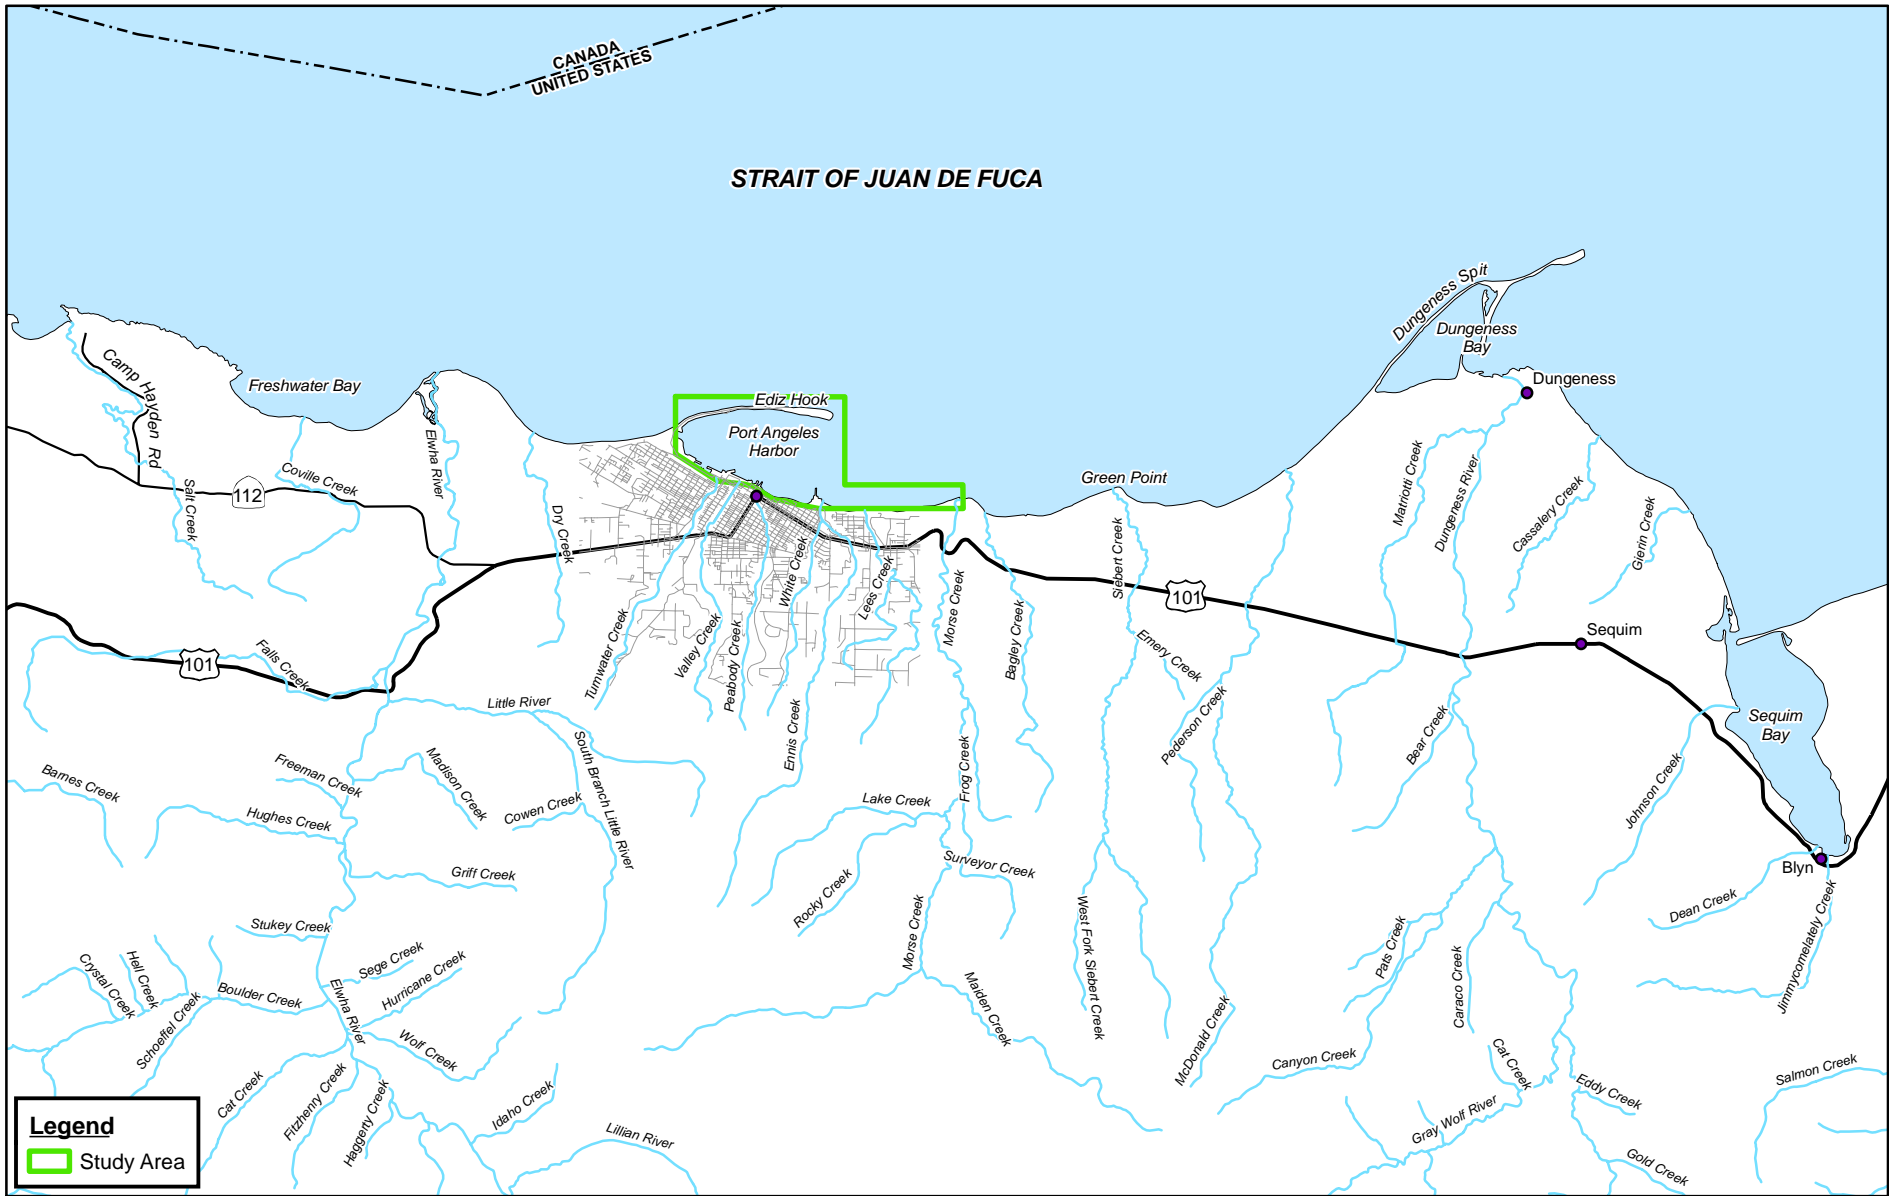 CANADA
UNITED STATES
STRAIT OF JUAN DE FUCA
Dungeness Spit
Dungeness
Bay
Dungeness
Camp Hayden Rd
Freshwater Bay
Ediz Hook
Port Angeles
Harbor
Green Point
Elwha River
Coville Creek
112
Salt Creek
Dry Creek
Matriotti Creek
Dungeness River
Cassalery Creek
Gierin Creek
Siebert Creek
101
White Creek
Lees Creek
Morse Creek
Bagley Creek
Emery Creek
Sequim
Tumwater Creek
Valley Creek
Peabody Creek
101
Falls Creek
Little River
Ennis Creek
Pederson Creek
Bear Creek
Sequim
Bay
South Branch Little River
Madison Creek
Freeman Creek
Barnes Creek
Hughes Creek
Cowen Creek
Lake Creek
Frog Creek
Johnson Creek
Griff Creek
Surveyor Creek
Rocky Creek
Blyn
Dean Creek
Jimmycomelately Creek
Stukey Creek
Sege Creek
Hurricane Creek
Crystal Creek
Hell Creek
Boulder Creek
Schoeffel Creek
Elwha River
Wolf Creek
Morse Creek
Maiden Creek
West Fork Siebert Creek
McDonald Creek
Pats Creek
Caraco Creek
Canyon Creek
Cat Creek
Eddy Creek
Salmon Creek
Cat Creek
Fitzhenry Creek
Haggerty Creek
Idaho Creek
Lillian River
Gray Wolf River
Gold Creek
Legend
Study Area